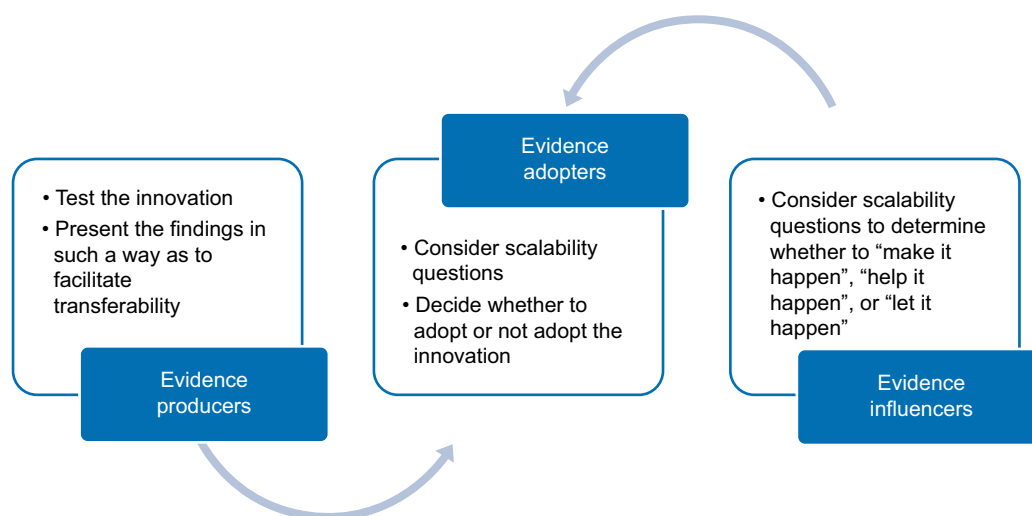 • Test the innovation
• Present the findings in
such a way as to
facilitate
transferability
Evidence
producers
Evidence
adopters
• Consider scalability
questions
• Decide whether to
adopt or not adopt the
innovation
• Consider scalability
questions to determine
whether to “make it
happen”, “help it
happen”, or “let it
happen”
Evidence
influencers